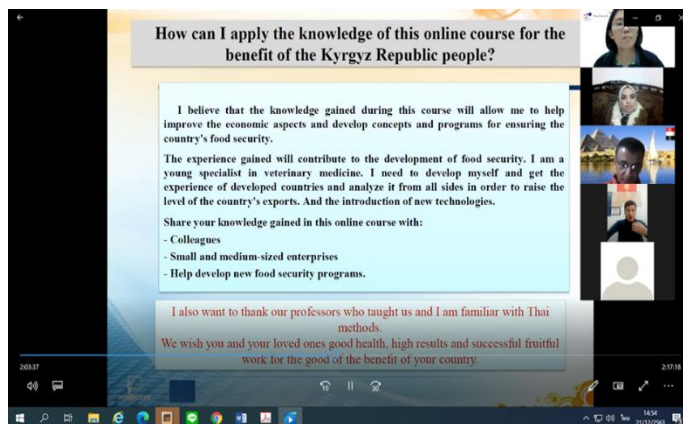 How can I apply the knowledge of this online course for the
benefit of the Kyrgyz Republic people?
I believe that the knowledge gained during this course will allow me to help
improve the economic aspects and develop concepts and programs for ensuring the
country's food security.
The experience gained will contribute to the development of food security. I am a
young specialist in veterinary medicine. I need to develop myself and get the
experience of developed countries and analyze it from all sides in order to raise the
level of the country's exports. And the introduction of new technologies.
Share your knowledge gained in this online course with:
- Colleagues
- Small and medium-sized enterprises
- Help develop new food security programs.
I also want to thank our professors who taught us and I am familiar with Thai
methods.
We wish you and your loved ones good health, high results and successful fruitful
work for the good of the benefit of your country.
2:03:37
2:17:18
10
30
14:54
21/12/2563